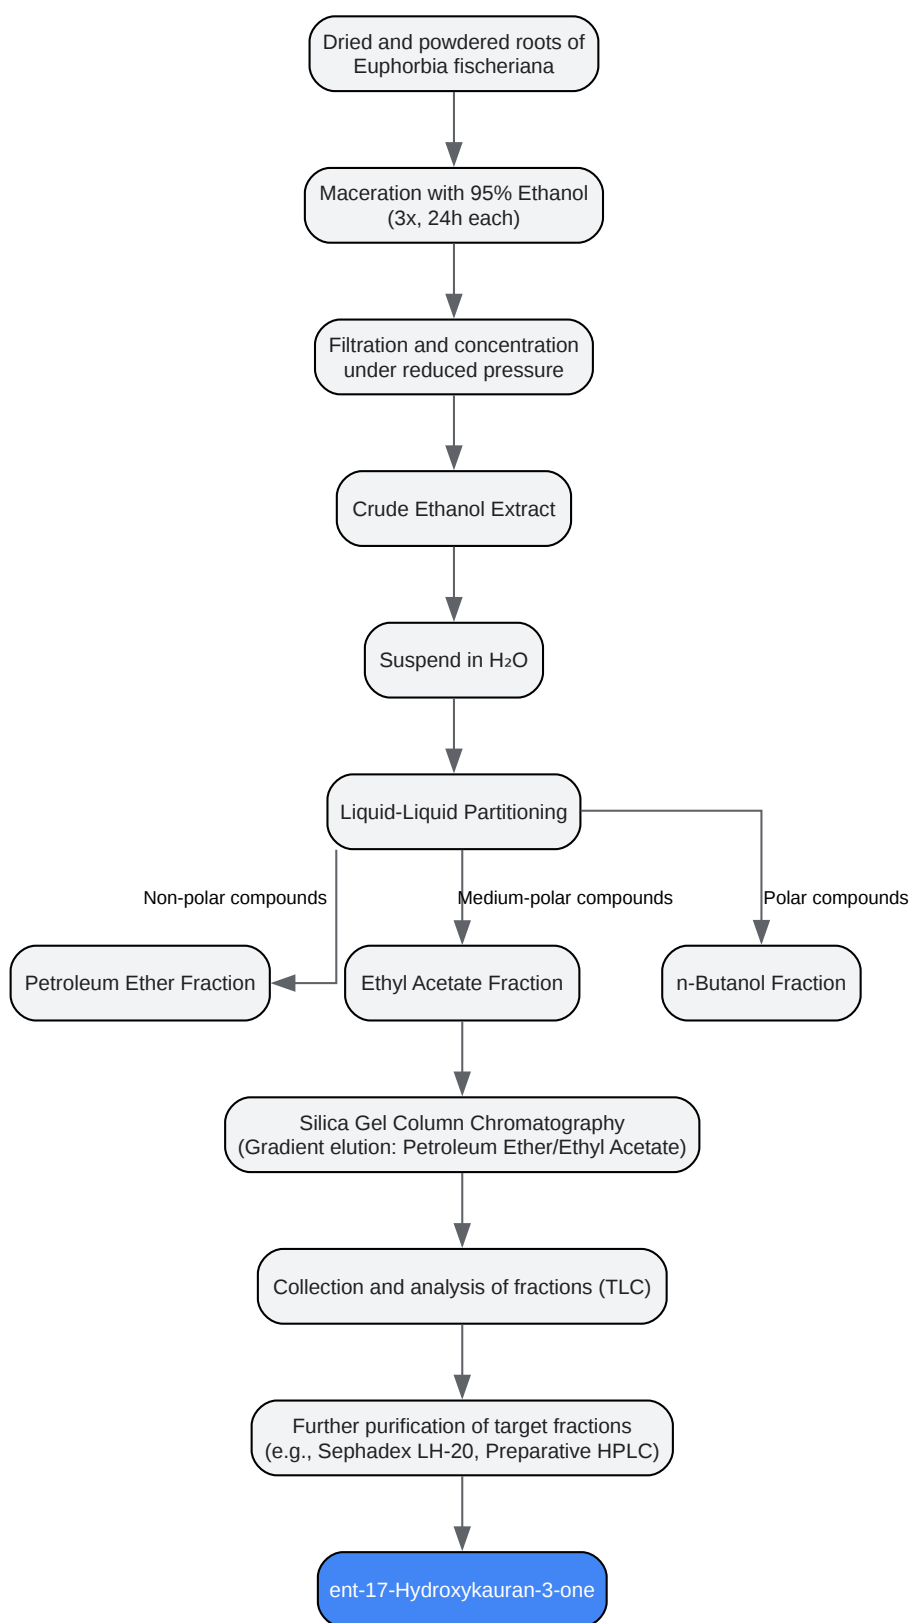 Dried and powdered roots of
Euphorbia fischeriana
Maceration with 95% Ethanol
(3x, 24h each)
Filtration and concentration
under reduced pressure
Crude Ethanol Extract
Suspend in H₂O
Liquid-Liquid Partitioning
Non-polar compounds
Medium-polar compounds
Polar compounds
Petroleum Ether Fraction
Ethyl Acetate Fraction
n-Butanol Fraction
Silica Gel Column Chromatography
(Gradient elution: Petroleum Ether/Ethyl Acetate)
Collection and analysis of fractions (TLC)
Further purification of target fractions
(e.g., Sephadex LH-20, Preparative HPLC)
ent-17-Hydroxykauran-3-one